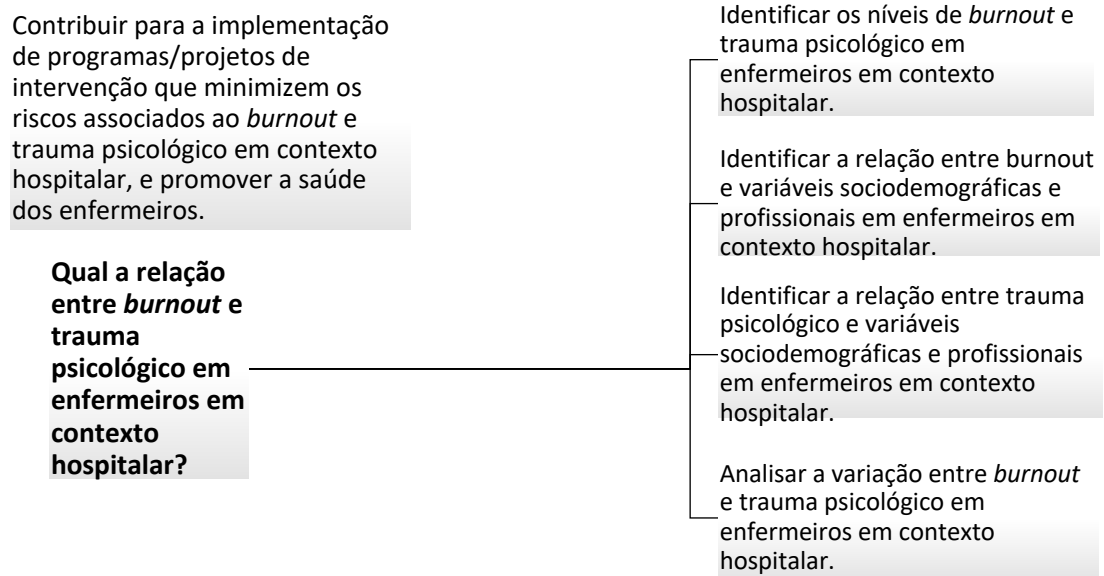 Contribuir para a implementação
de programas/projetos de
intervenção que minimizem os
riscos associados ao burnout e
trauma psicológico em contexto
hospitalar, e promover a saúde
dos enfermeiros.
Qual a relação
entre burnout e
trauma
psicológico em
enfermeiros em
contexto
hospitalar?
Identificar os níveis de burnout e
trauma psicológico em
enfermeiros em contexto
hospitalar.
Identificar a relação entre burnout
e variáveis sociodemográficas e
profissionais em enfermeiros em
contexto hospitalar.
Identificar a relação entre trauma
psicológico e variáveis
sociodemográficas e profissionais
em enfermeiros em contexto
hospitalar.
Analisar a variação entre burnout
e trauma psicológico em
enfermeiros em contexto
hospitalar.